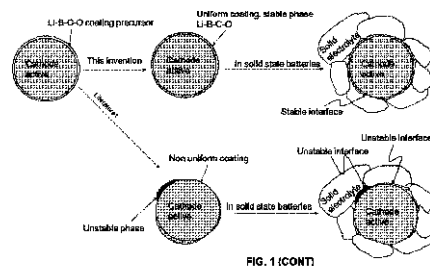 Li-B-O-O coating precursor
Uniform coating, stable phase
Li-B-C-O
Cathode
active
This invention
Cathode
active
In solid state batteries
Solid
electrolyte
Cathode
active
Stable interface
Non uniform coating
Unstable phase
Cathode
active
In solid state batteries
Unstable interface
Unstable interface
Solid
electrolyte
Cathode
active
FIG. 1 (CONT)